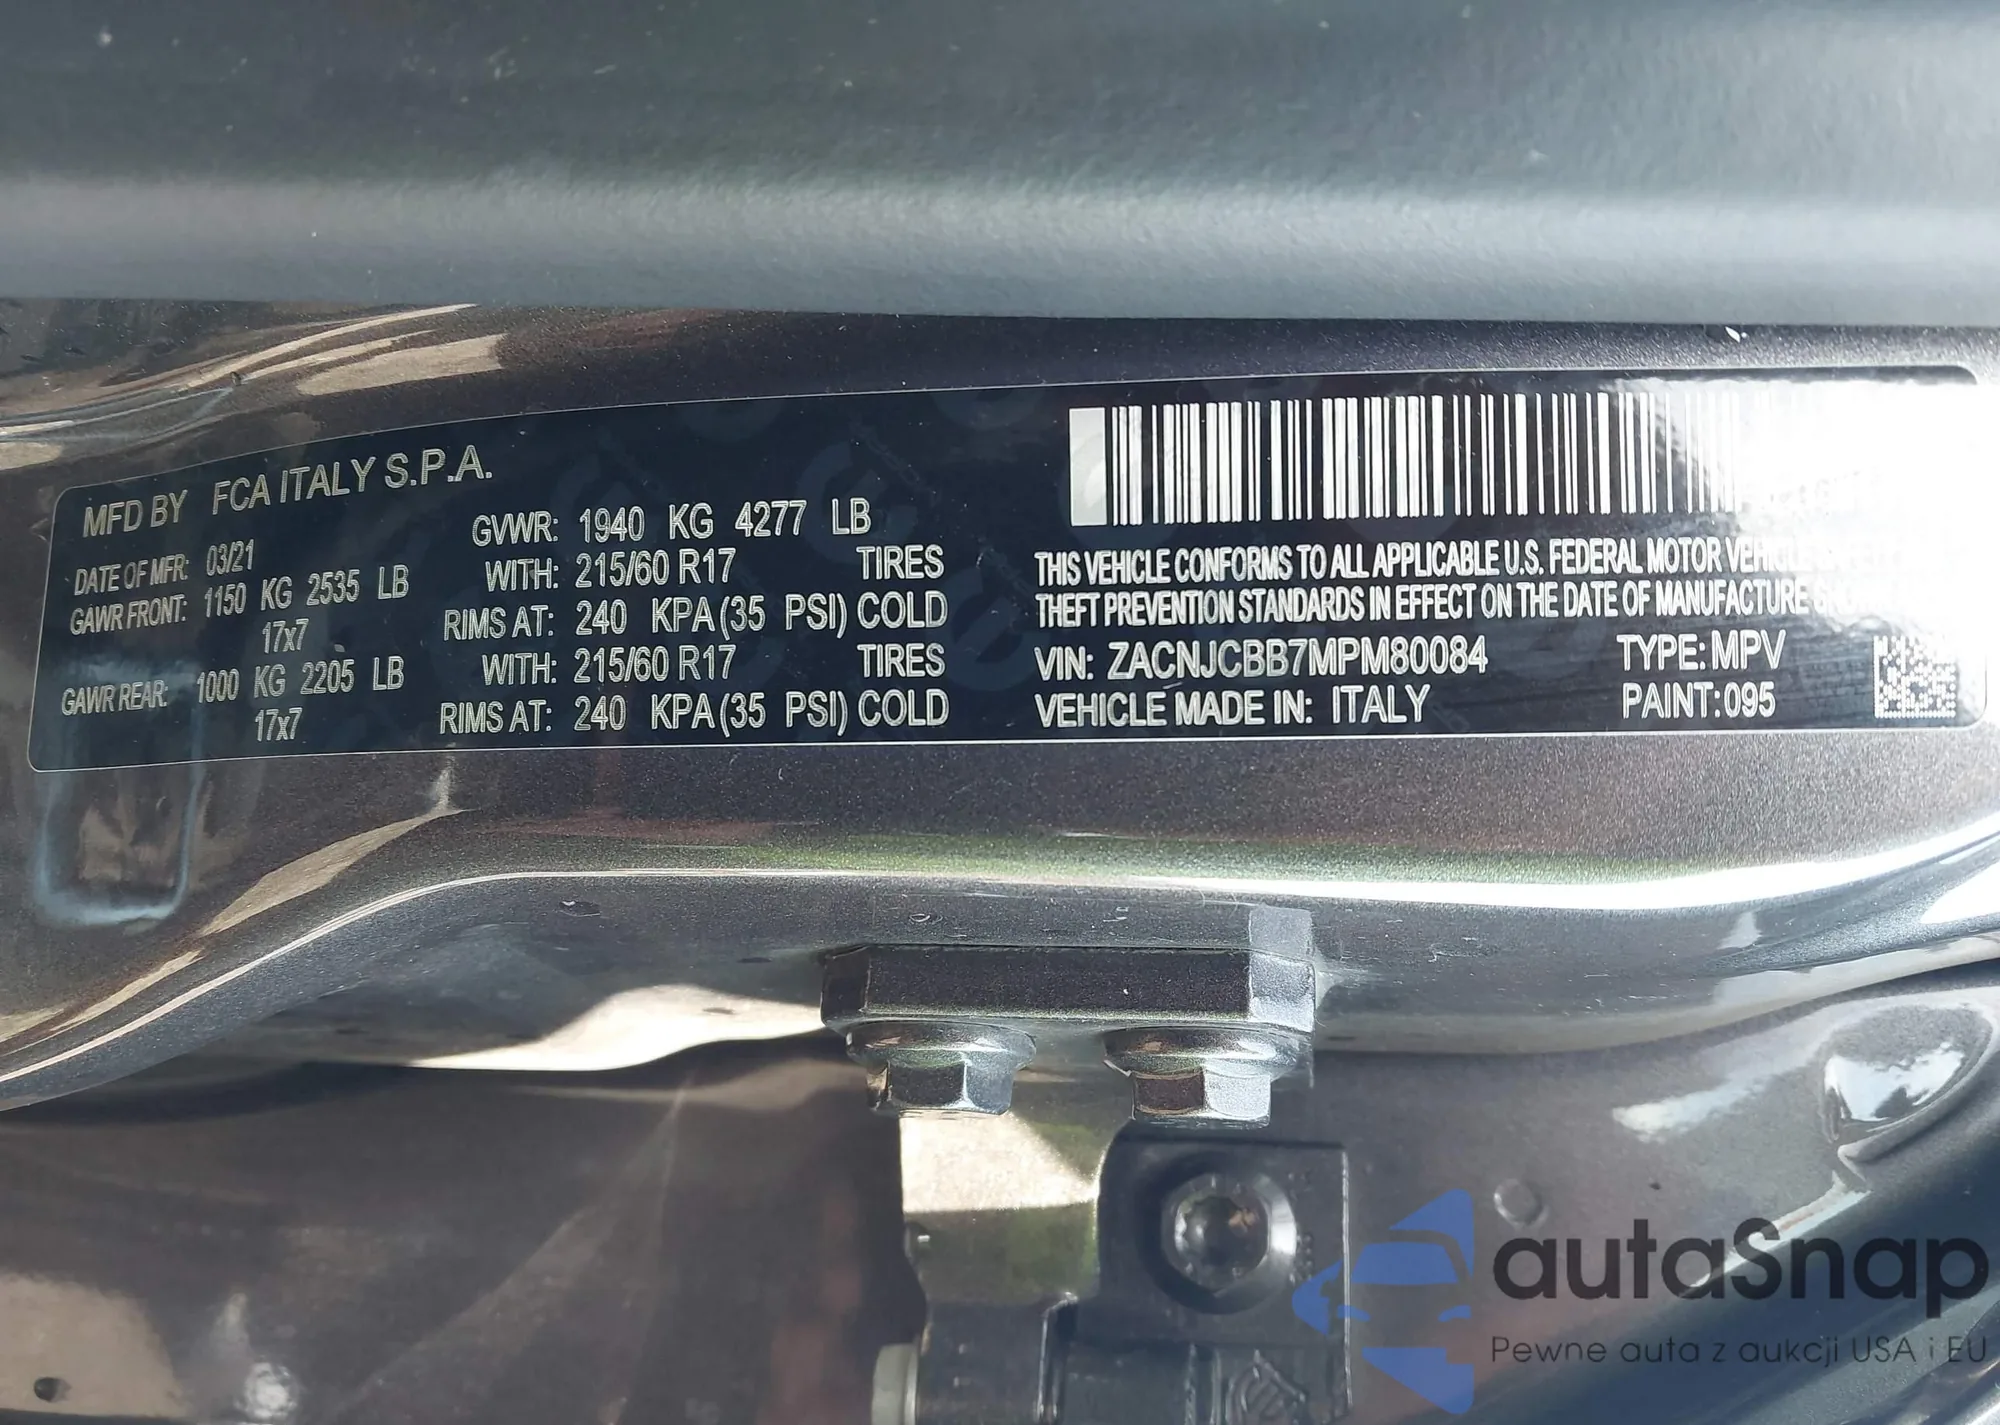 MFD BY FCA ITALY S.P.A.
DATE OF MFR: 03/21 GVWR: 1940 KG 4277 LB
GAWR FRONT: 1150 KG 2535 LB WITH: 215/60 R17 TIRES
17x7 RIMS AT: 240 KPA (35 PSI) COLD
GAWR REAR: 1000 KG 2205 LB WITH: 215/60 R17 TIRES
17x7 RIMS AT: 240 KPA (35 PSI) COLD
THIS VEHICLE CONFORMS TO ALL APPLICABLE U.S. FEDERAL MOTOR VEHICLE
THEFT PREVENTION STANDARDS IN EFFECT ON THE DATE OF MANUFACTURE
VIN: ZACNJCBB7MPM80084 TYPE: MPV
VEHICLE MADE IN: ITALY PAINT: 095
autaSnap
Pewne auta z aukcji USA i EU